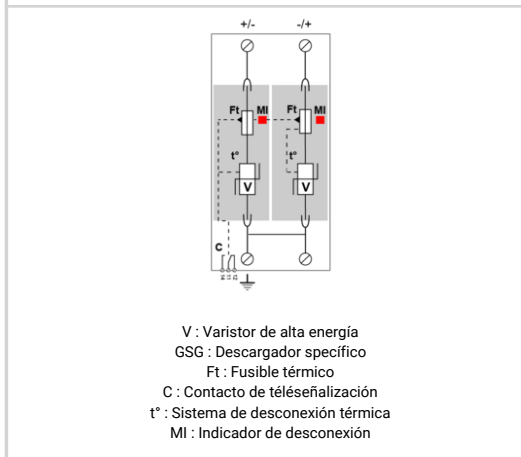 +/- -/+
Ft MI Ft MI
t° t°
V V
C
V : Varistor de alta energía
GSG : Descargador specífico
Ft : Fusible térmico
C : Contacto de téléseñalización
t° : Sistema de desconexión térmica
MI : Indicador de desconexión